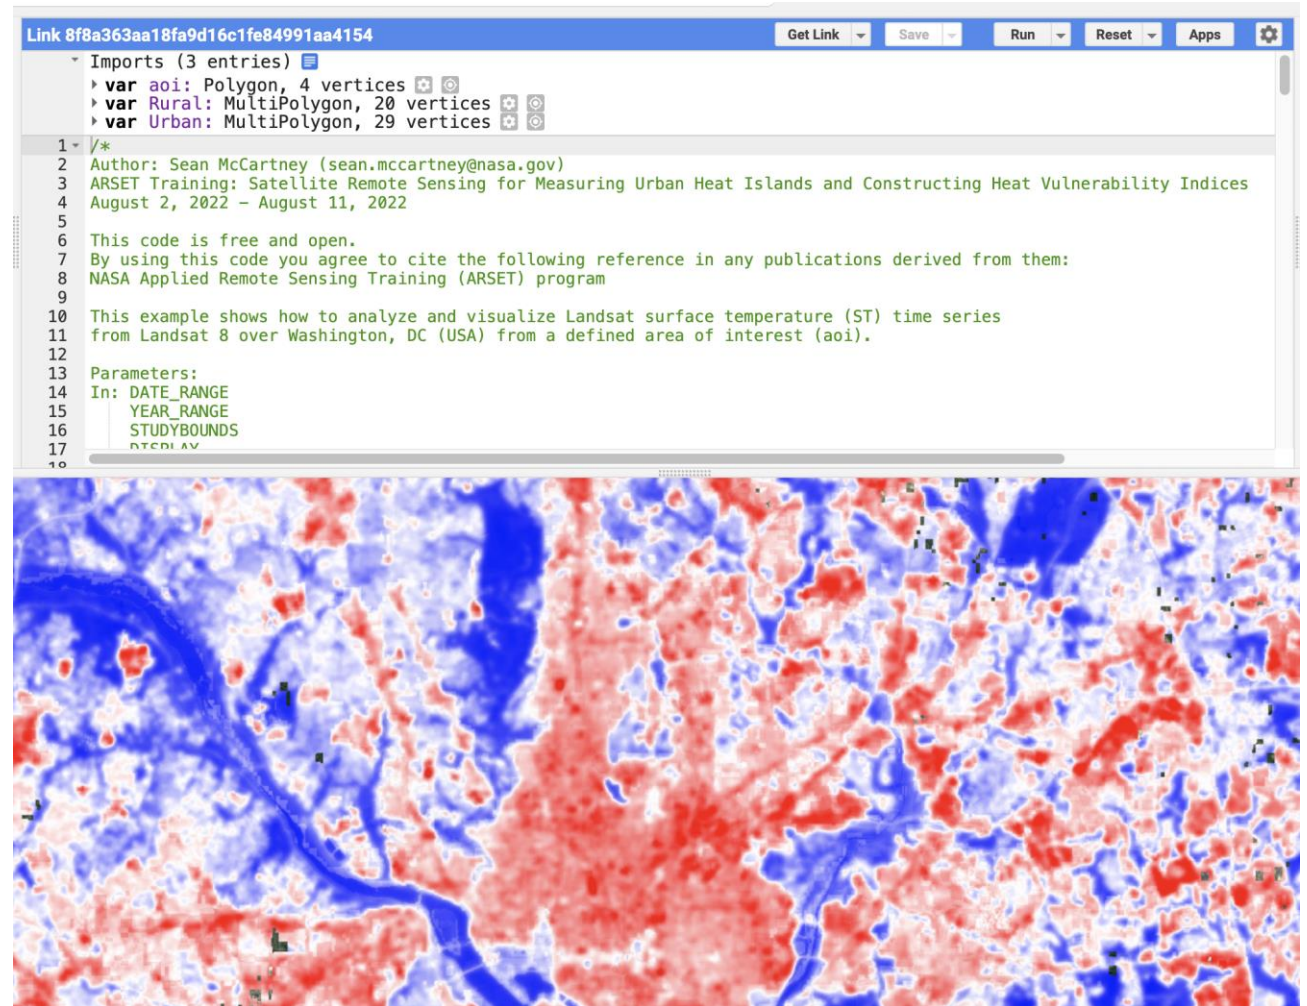 Link 8f8a363aa18fa9d16c1fe84991aa4154 Get Link Save Run Reset Apps
Imports (3 entries)
var aoi: Polygon, 4 vertices
var Rural: MultiPolygon, 20 vertices
var Urban: MultiPolygon, 29 vertices
1 /*
2 Author: Sean McCartney (sean.mccartney@nasa.gov)
3 ARSET Training: Satellite Remote Sensing for Measuring Urban Heat Islands and Constructing Heat Vulnerability Indices
4 August 2, 2022 – August 11, 2022
5
6 This code is free and open.
7 By using this code you agree to cite the following reference in any publications derived from them:
8 NASA Applied Remote Sensing Training (ARSET) program
9
10 This example shows how to analyze and visualize Landsat surface temperature (ST) time series
11 from Landsat 8 over Washington, DC (USA) from a defined area of interest (aoi).
12
13 Parameters:
14 In: DATE_RANGE
15 YEAR_RANGE
16 STUDYBOUNDS
17 DISPLAY
18